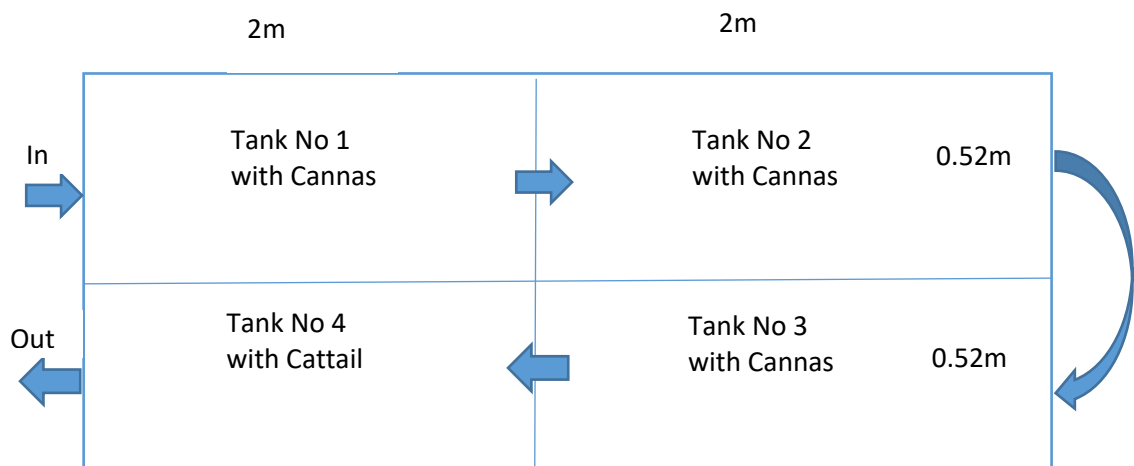 2m
2m
In
Tank No 1
with Cannas
Tank No 2
with Cannas
0.52m
Out
Tank No 4
with Cattail
Tank No 3
with Cannas
0.52m